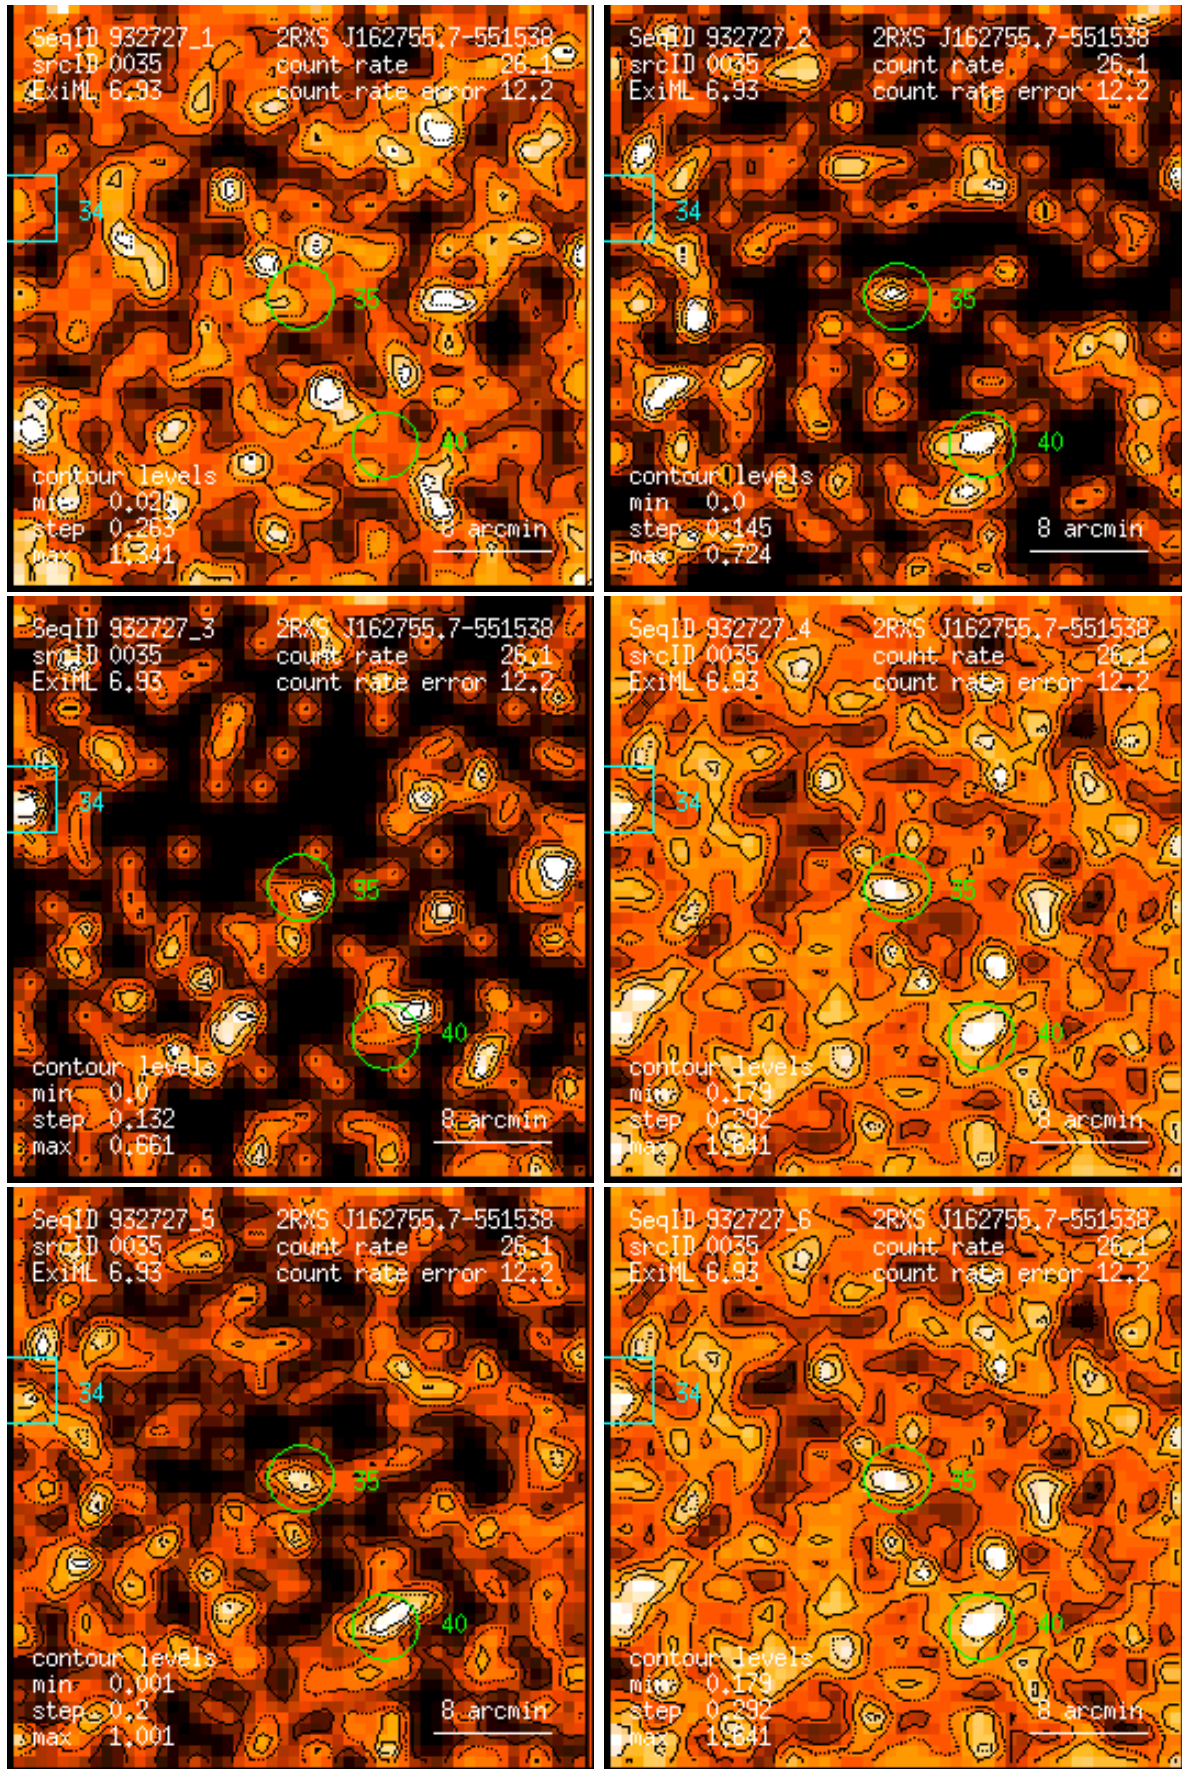 SeqID 932727_1 2RXS J162755.7-551538
srcID 0035 count rate 26.1
ExiML 6.93 count rate error 12.2
34
35
40
contour levels
min 0.028
step 0.263
max 1.341
8 arcmin
SeqID 932727_2 2RXS J162755.7-551538
srcID 0035 count rate 26.1
ExiML 6.93 count rate error 12.2
34
35
40
contour levels
min 0.0
step 0.145
max 0.724
8 arcmin
SeqID 932727_3 2RXS J162755.7-551538
srcID 0035 count rate 26.1
ExiML 6.93 count rate error 12.2
34
35
40
contour levels
min 0.0
step 0.132
max 0.661
8 arcmin
SeqID 932727_4 2RXS J162755.7-551538
srcID 0035 count rate 26.1
ExiML 6.93 count rate error 12.2
34
35
40
contour levels
min 0.179
step 0.292
max 1.641
8 arcmin
SeqID 932727_5 2RXS J162755.7-551538
srcID 0035 count rate 26.1
ExiML 6.93 count rate error 12.2
34
35
40
contour levels
min 0.001
step 0.2
max 1.001
8 arcmin
SeqID 932727_6 2RXS J162755.7-551538
srcID 0035 count rate 26.1
ExiML 6.93 count rate error 12.2
34
35
40
contour levels
min 0.179
step 0.292
max 1.641
8 arcmin